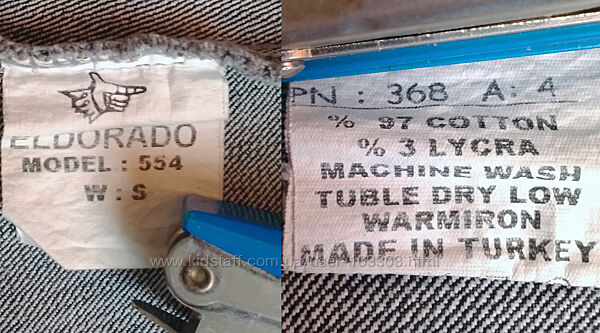 ELDORADO
MODEL : 554
W : S
PN : 368 A: 4
% 97 COTTON
% 3 LYCRA
MACHINE WASH
TUBLE DRY LOW
WARMIRON
MADE IN TURKEY